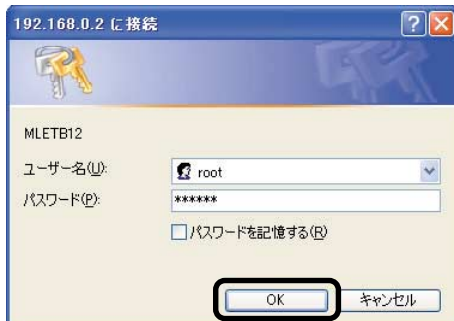 192.168.0.2 に接続
MLETB12
ユーザー名(U):
root
パスワード(P):
******
パスワードを記憶する(R)
OK
キャンセル